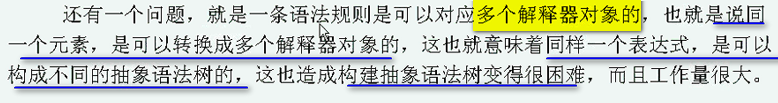 还有一个问题，就是一条语法规则是可以对应多个解释器对象的，也就是说同
一个元素，是可以转换成多个解释器对象的，这也就意味着同样一个表达式，是可以
构成不同的抽象语法树的，这也造成构建抽象语法树变得很困难，而且工作量很大。